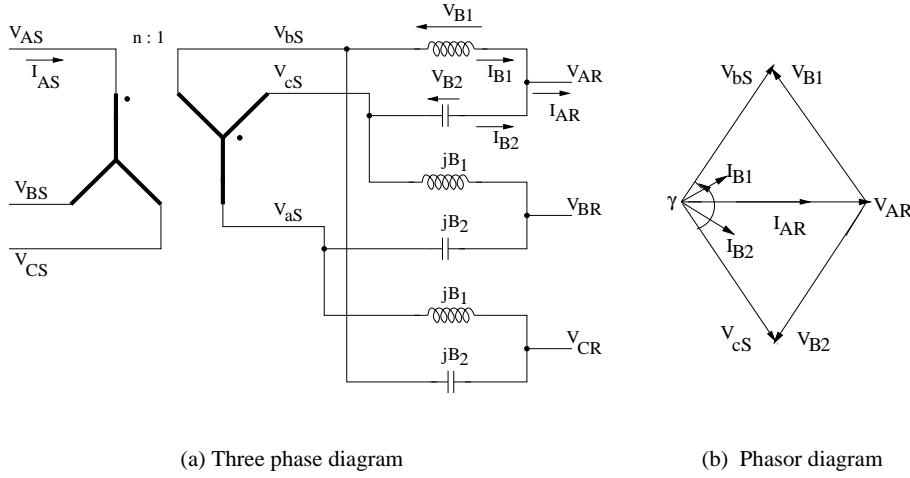 V_AS
n : 1
I_AS
V_BS
V_CS
V_bS
V_cS
V_aS
V_B1
I_B1
V_B2
V_AR
I_AR
I_B2
jB_1
V_BR
jB_2
jB_1
V_CR
jB_2
V_bS
V_B1
I_B1
γ
V_AR
I_AR
I_B2
V_cS
V_B2
(a) Three phase diagram
(b) Phasor diagram